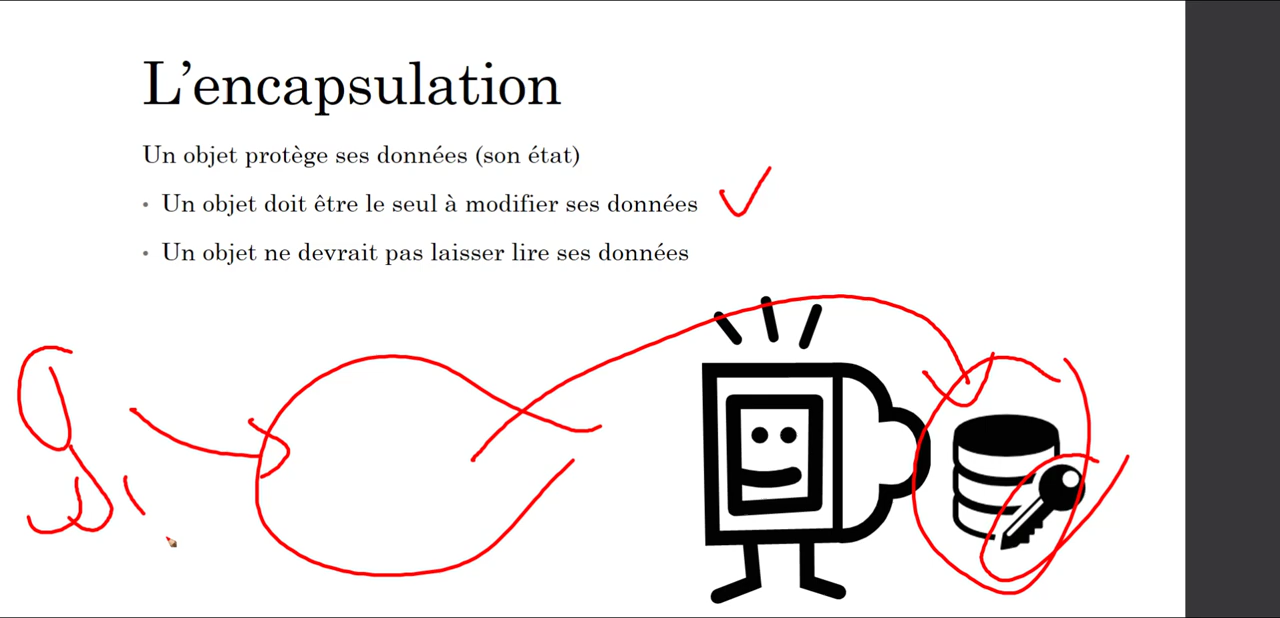 L’encapsulation
Un objet protège ses données (son état)
• Un objet doit être le seul à modifier ses données
• Un objet ne devrait pas laisser lire ses données